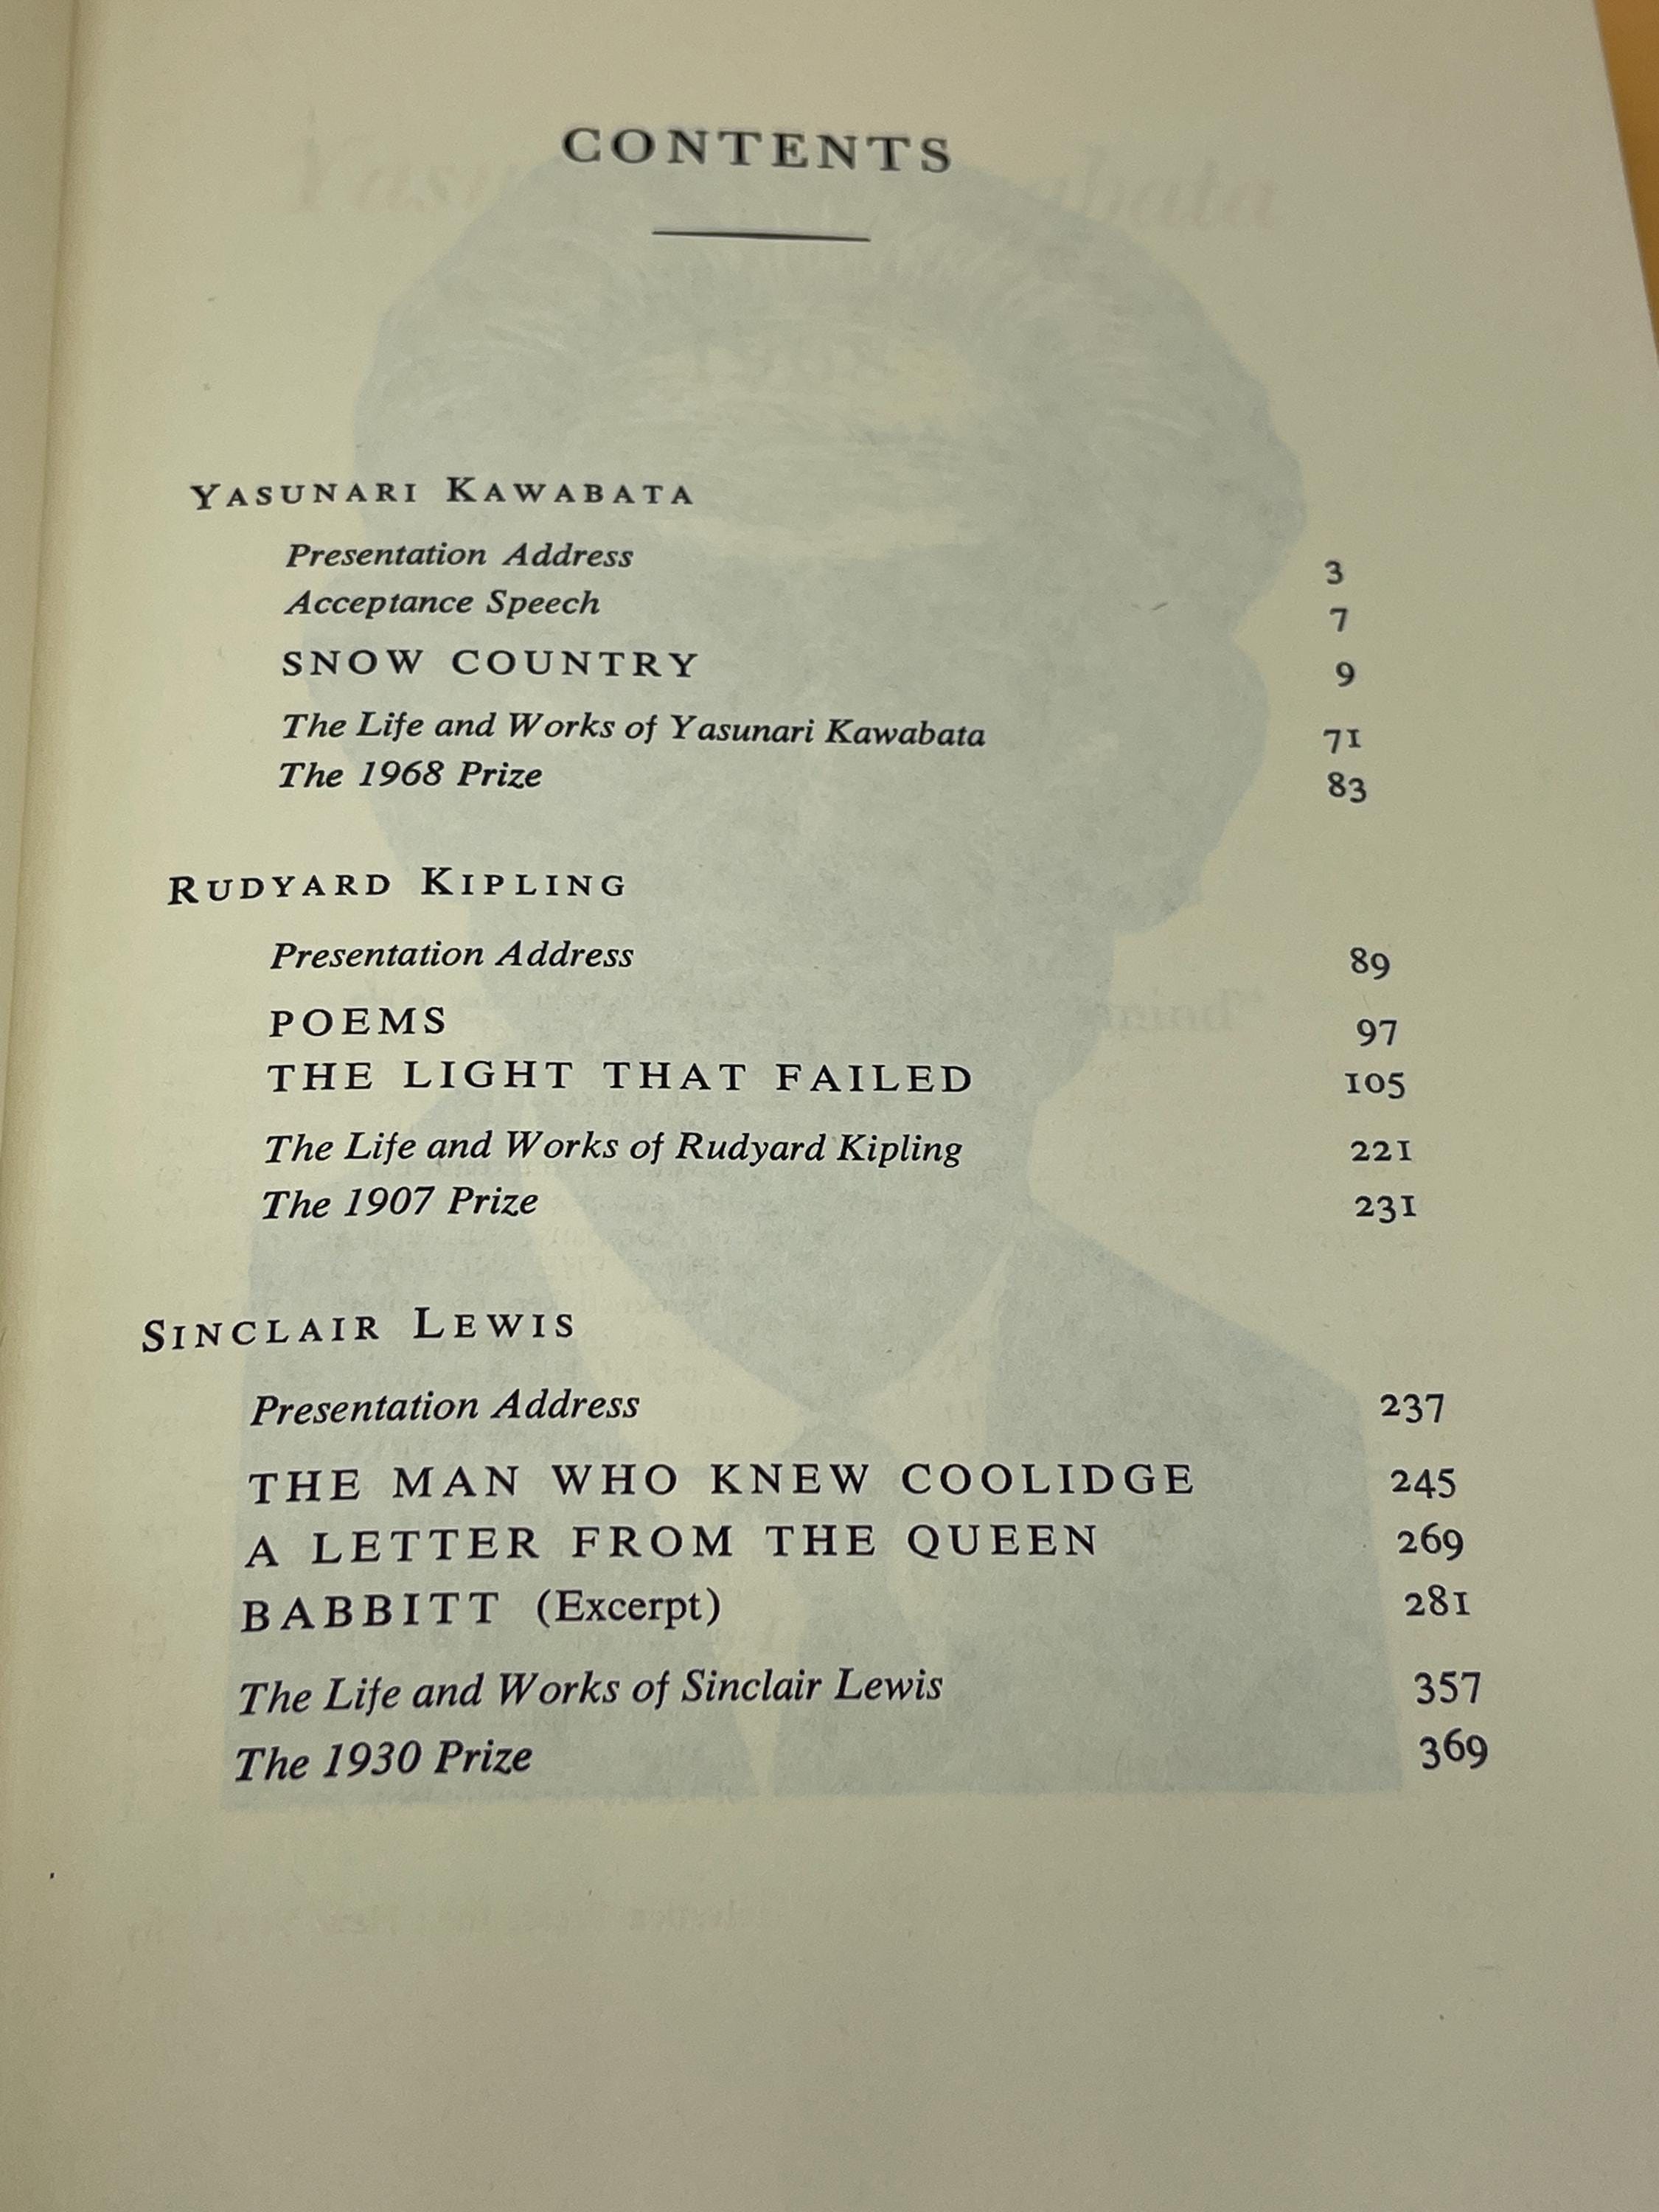 CONTENTS
YASUNARI KAWABATA
Presentation Address 3
Acceptance Speech 7
SNOW COUNTRY 9
The Life and Works of Yasunari Kawabata 71
The 1968 Prize 83
RUDYARD KIPLING
Presentation Address 89
POEMS 97
THE LIGHT THAT FAILED 105
The Life and Works of Rudyard Kipling 221
The 1907 Prize 231
SINCLAIR LEWIS
Presentation Address 237
THE MAN WHO KNEW COOLIDGE 245
A LETTER FROM THE QUEEN 269
BABBITT (Excerpt) 281
The Life and Works of Sinclair Lewis 357
The 1930 Prize 369